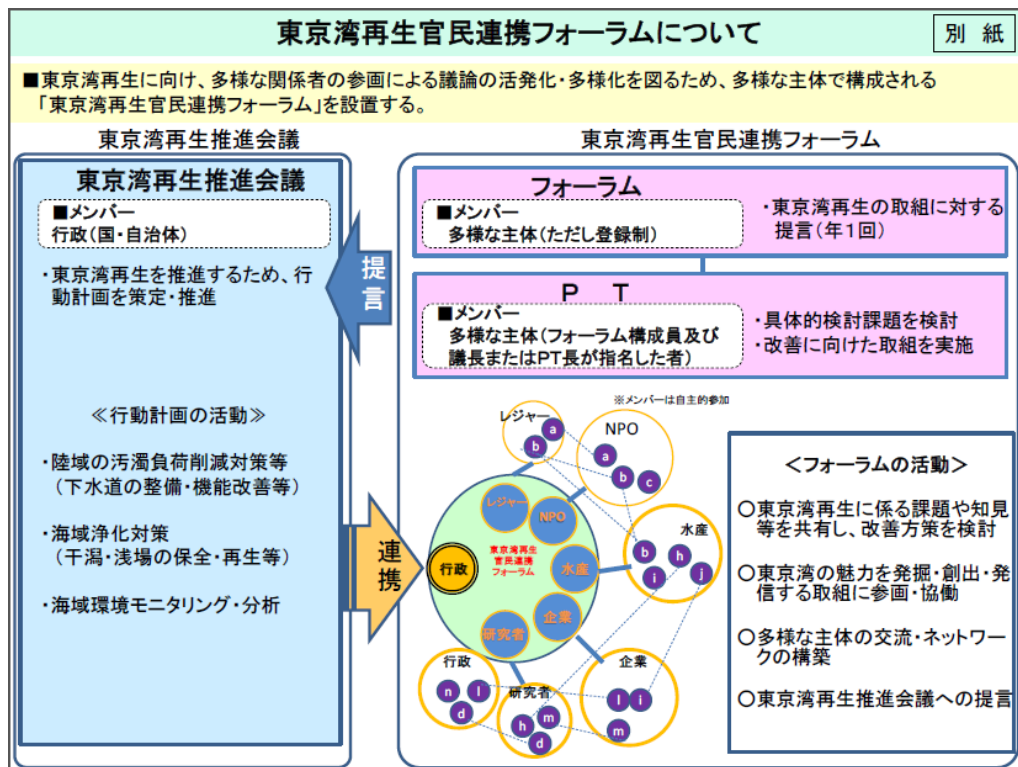 東京湾再生官民連携フォーラムについて
別 紙
■東京湾再生に向け、多様な関係者の参画による議論の活発化・多様化を図るため、多様な主体で構成される
「東京湾再生官民連携フォーラム」を設置する。
東京湾再生推進会議
東京湾再生推進会議
■メンバー
行政(国・自治体)
・東京湾再生を推進するため、行
動計画を策定・推進
≪行動計画の活動≫
・陸域の汚濁負荷削減対策等
(下水道の整備・機能改善等)
・海域浄化対策
(干潟・浅場の保全・再生等)
・海域環境モニタリング・分析
提言
連携
東京湾再生官民連携フォーラム
フォーラム
■メンバー
多様な主体(ただし登録制)
・東京湾再生の取組に対する
提言(年1回)
P T
■メンバー
多様な主体(フォーラム構成員及び
議長またはPT長が指名した者)
・具体的検討課題を検討
・改善に向けた取組を実施
※メンバーは自主的参加
レジャー
a
b
NPO
a
b
c
水産
b
h
i
j
レジャー
NPO
水産
企業
研究者
行政
東京湾再生
官民連携
フォーラム
行政
n
l
d
研究者
h
m
d
企業
l
i
m
<フォーラムの活動>
○東京湾再生に係る課題や知見
等を共有し、改善方策を検討
○東京湾の魅力を発掘・創出・発
信する取組に参画・協働
○多様な主体の交流・ネットワー
クの構築
○東京湾再生推進会議への提言